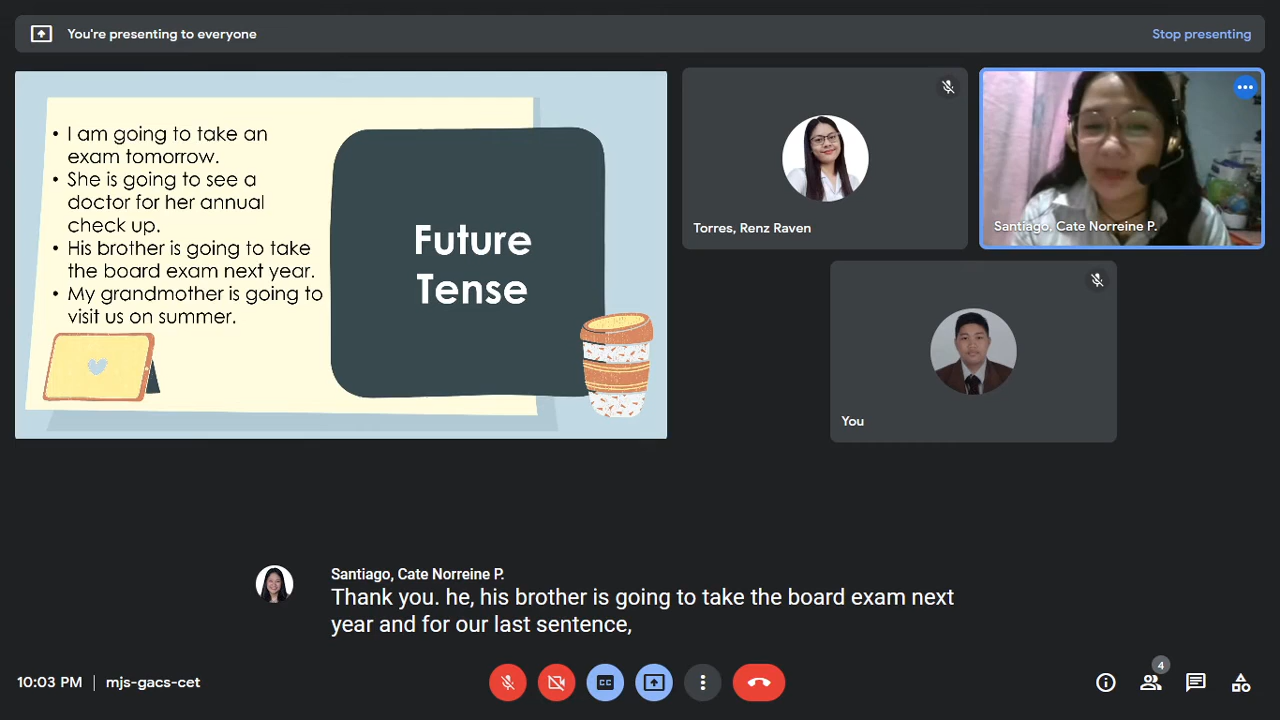 You're presenting to everyone
Stop presenting
• I am going to take an
exam tomorrow.
• She is going to see a
doctor for her annual
check up.
• His brother is going to take
the board exam next year.
• My grandmother is going to
visit us on summer.
Future
Tense
Torres, Renz Raven
Santiago, Cate Norreine P.
You
Santiago, Cate Norreine P.
Thank you. he, his brother is going to take the board exam next
year and for our last sentence,
10:03 PM | mjs-gacs-cet
CC
4